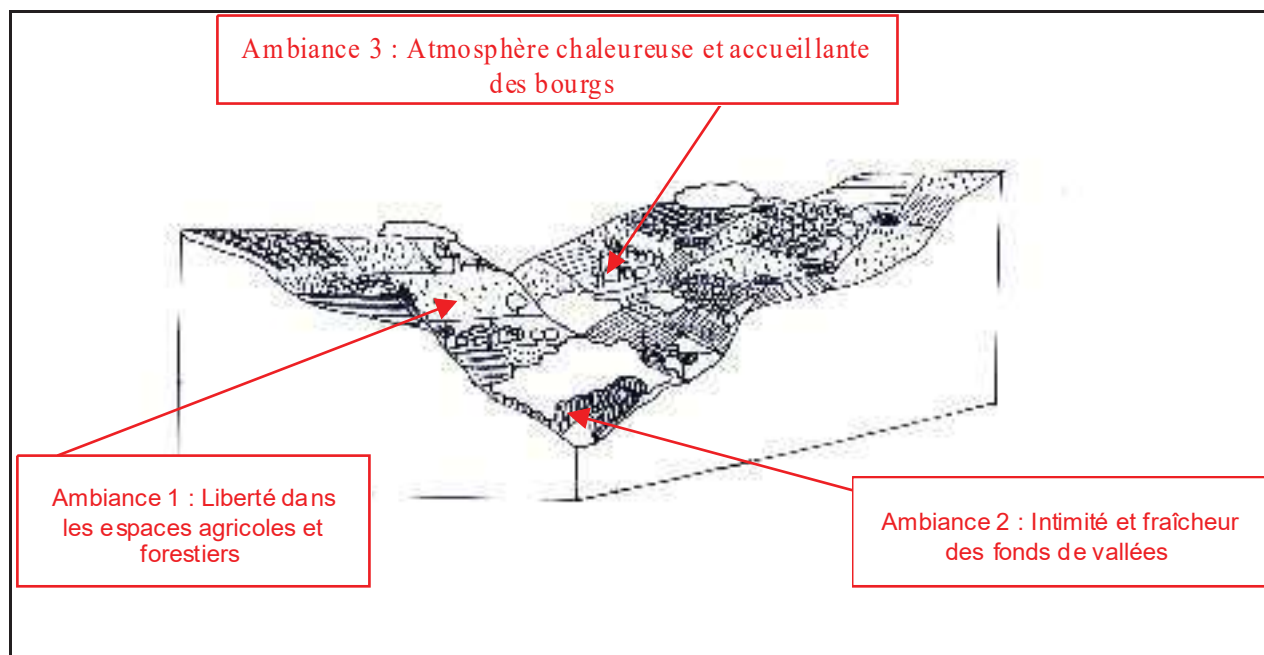 Ambiance 3 : Atmosphère chaleureuse et accueillante
des bourgs
Ambiance 1 : Liberté dans
les espaces agricoles et
forestiers
Ambiance 2 : Intimité et fraîcheur
des fonds de vallées